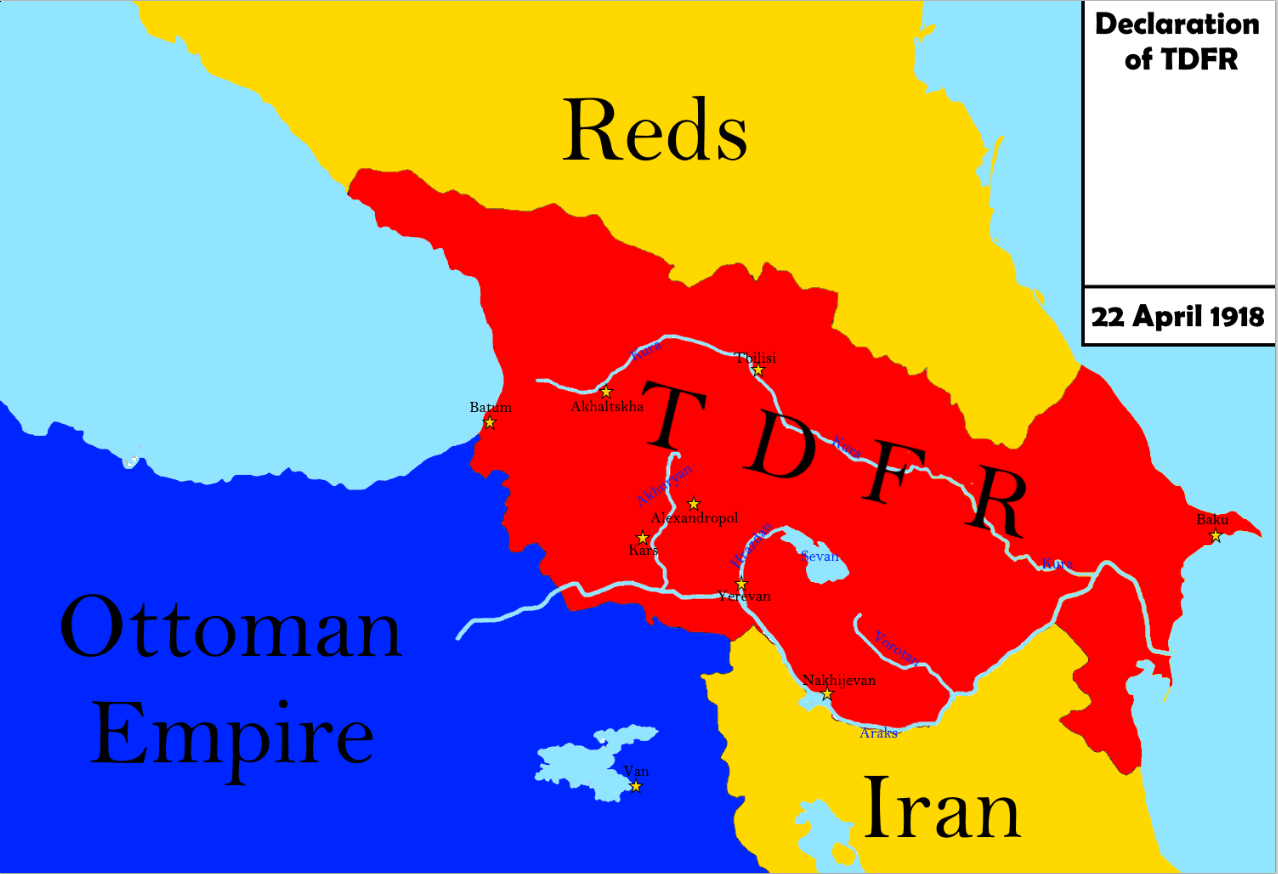 Declaration
of TDFR
22 April 1918
Reds
Kura
Tbilisi
Akhaltskha
Batum
T D F R
Kura
Akhuryan
Alexandropol
Kars
Hrazdan
Sevan
Baku
Kura
Yerevan
Ottoman
Empire
Vorotan
Nakhijevan
Araks
Van
Iran